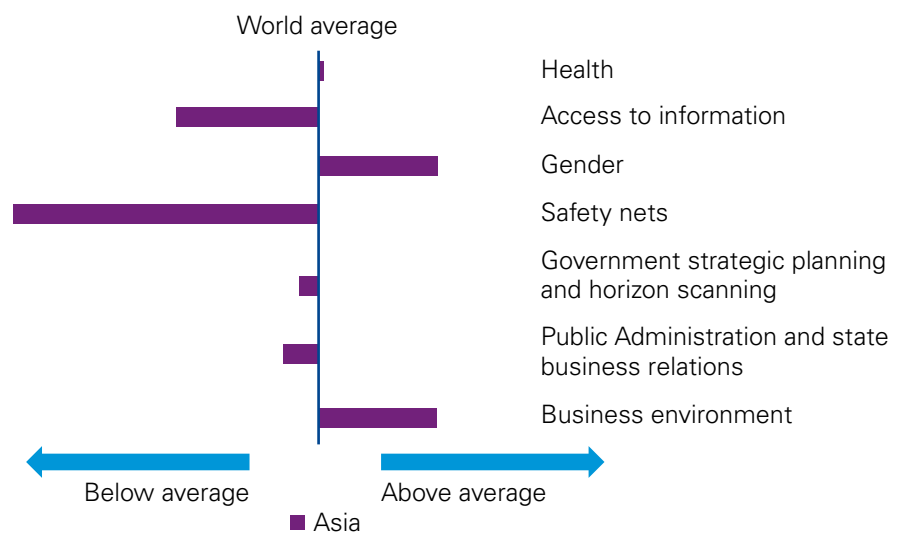 World average
Health
Access to information
Gender
Safety nets
Government strategic planning
and horizon scanning
Public Administration and state
business relations
Business environment
Below average
Above average
Asia